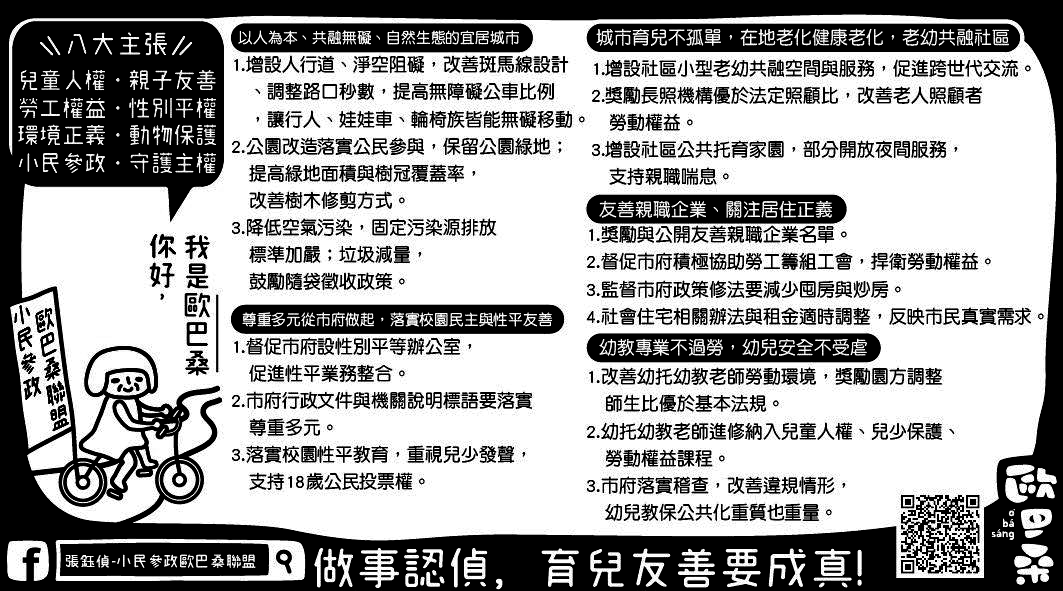 八大主張
兒童人權・親子友善
勞工權益・性別平權
環境正義・動物保護
小民參政・守護主權
你好，
我是歐巴桑
小民參政
歐巴桑聯盟
以人為本、共融無礙、自然生態的宜居城市
1.增設人行道、淨空阻礙，改善斑馬線設計
、調整路口秒數，提高無障礙公車比例
，讓行人、娃娃車、輪椅族皆能無礙移動。
2.公園改造落實公民參與，保留公園綠地；
提高綠地面積與樹冠覆蓋率，
改善樹木修剪方式。
3.降低空氣污染，固定污染源排放
標準加嚴；垃圾減量，
鼓勵隨袋徵收政策。
尊重多元從市府做起，落實校園民主與性平友善
1.督促市府設性別平等辦公室，
促進性平業務整合。
2.市府行政文件與機關說明標語要落實
尊重多元。
3.落實校園性平教育，重視兒少發聲，
支持18歲公民投票權。
城市育兒不孤單，在地老化健康老化，老幼共融社區
1.增設社區小型老幼共融空間與服務，促進跨世代交流。
2.獎勵長照機構優於法定照顧比，改善老人照顧者
勞動權益。
3.增設社區公共托育家園，部分開放夜間服務，
支持親職喘息。
友善親職企業、關注居住正義
1.獎勵與公開友善親職企業名單。
2.督促市府積極協助勞工籌組工會，捍衛勞動權益。
3.監督市府政策修法要減少囤房與炒房。
4.社會住宅相關辦法與租金適時調整，反映市民真實需求。
幼教專業不過勞，幼兒安全不受虐
1.改善幼托幼教老師勞動環境，獎勵園方調整
師生比優於基本法規。
2.幼托幼教老師進修納入兒童人權、兒少保護、
勞動權益課程。
3.市府落實稽查，改善違規情形，
幼兒教保公共化重質也重量。
歐巴桑
o
bá
sáng
張鈺偵-小民參政歐巴桑聯盟
做事認偵，育兒友善要成真!